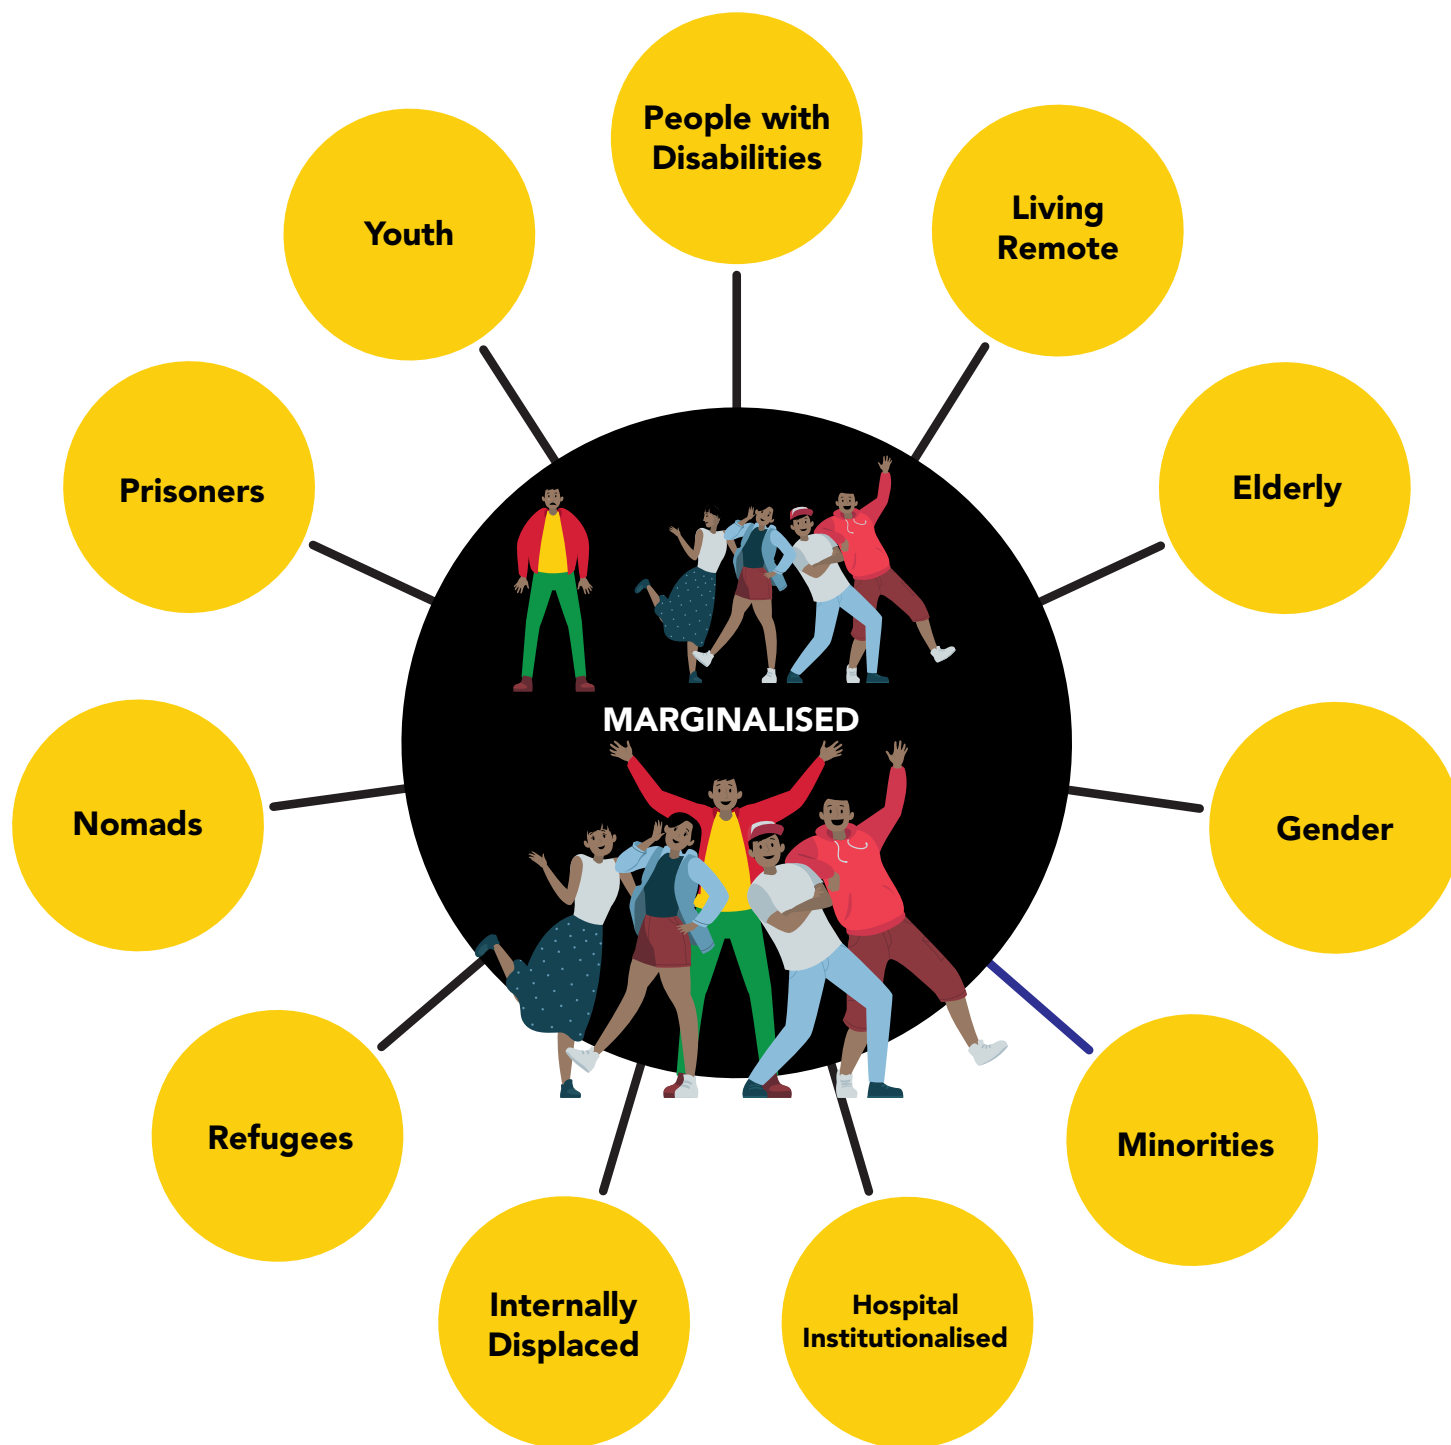 People with
Disabilities
Living
Remote
Elderly
Gender
Minorities
Hospital
Institutionalised
Internally
Displaced
Refugees
Nomads
Prisoners
Youth
MARGINALISED